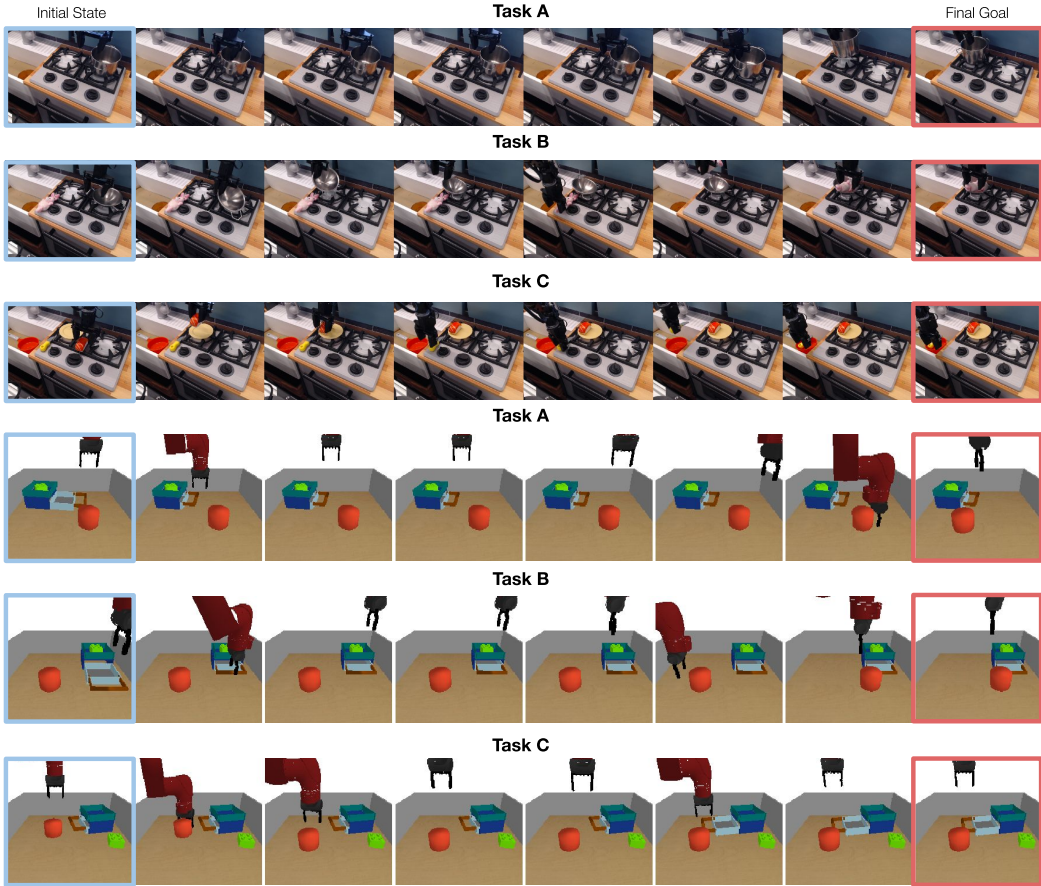 Initial State
Task A
Final Goal
Task B
Task C
Task A
Task B
Task C